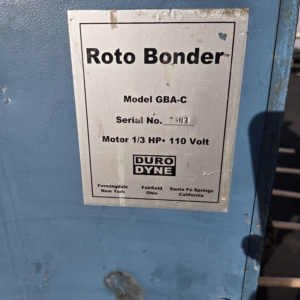 Roto Bonder™
Model GBA-C
Serial No.
Motor 1/3 HP• 110 Volt
DURO
DYNE
Farmingdale Fairfield Santa Fe Springs
New York Ohio California